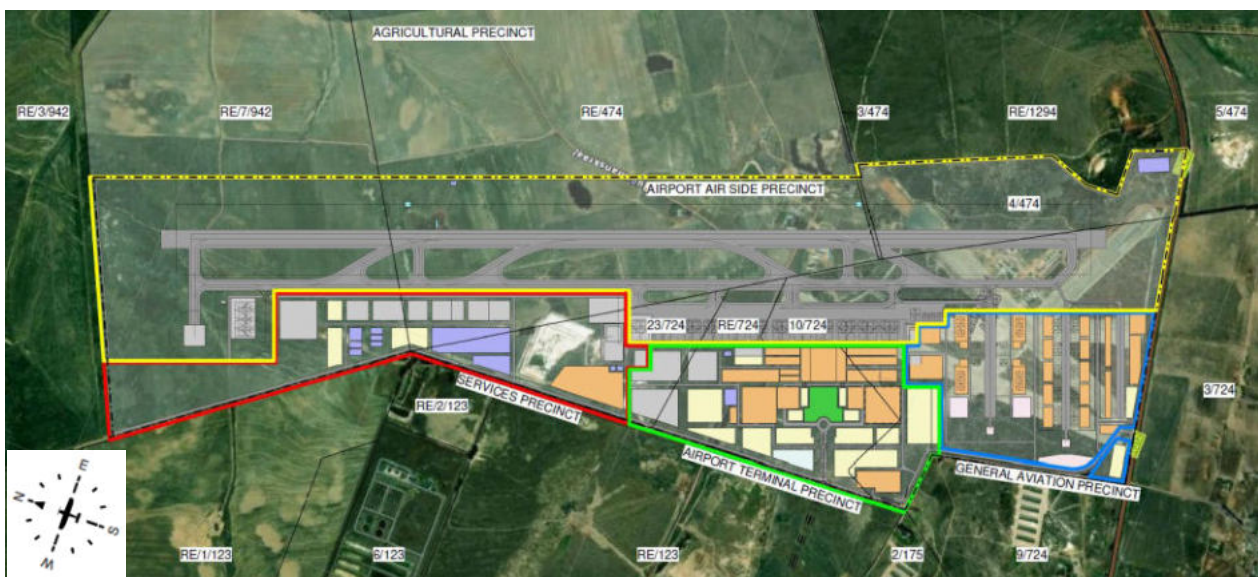 AGRICULTURAL PRECINCT
RE/3/942
RE/7/942
RE/474
3/474
RE/1294
5/474
AIRPORT AIR SIDE PRECINCT
4/474
23/724
RE/724
10/724
3/724
SERVICES PRECINCT
RE/2/123
AIRPORT TERMINAL PRECINCT
GENERAL AVIATION PRECINCT
E
N
S
W
RE/1/123
6/123
RE/123
2/175
9/724